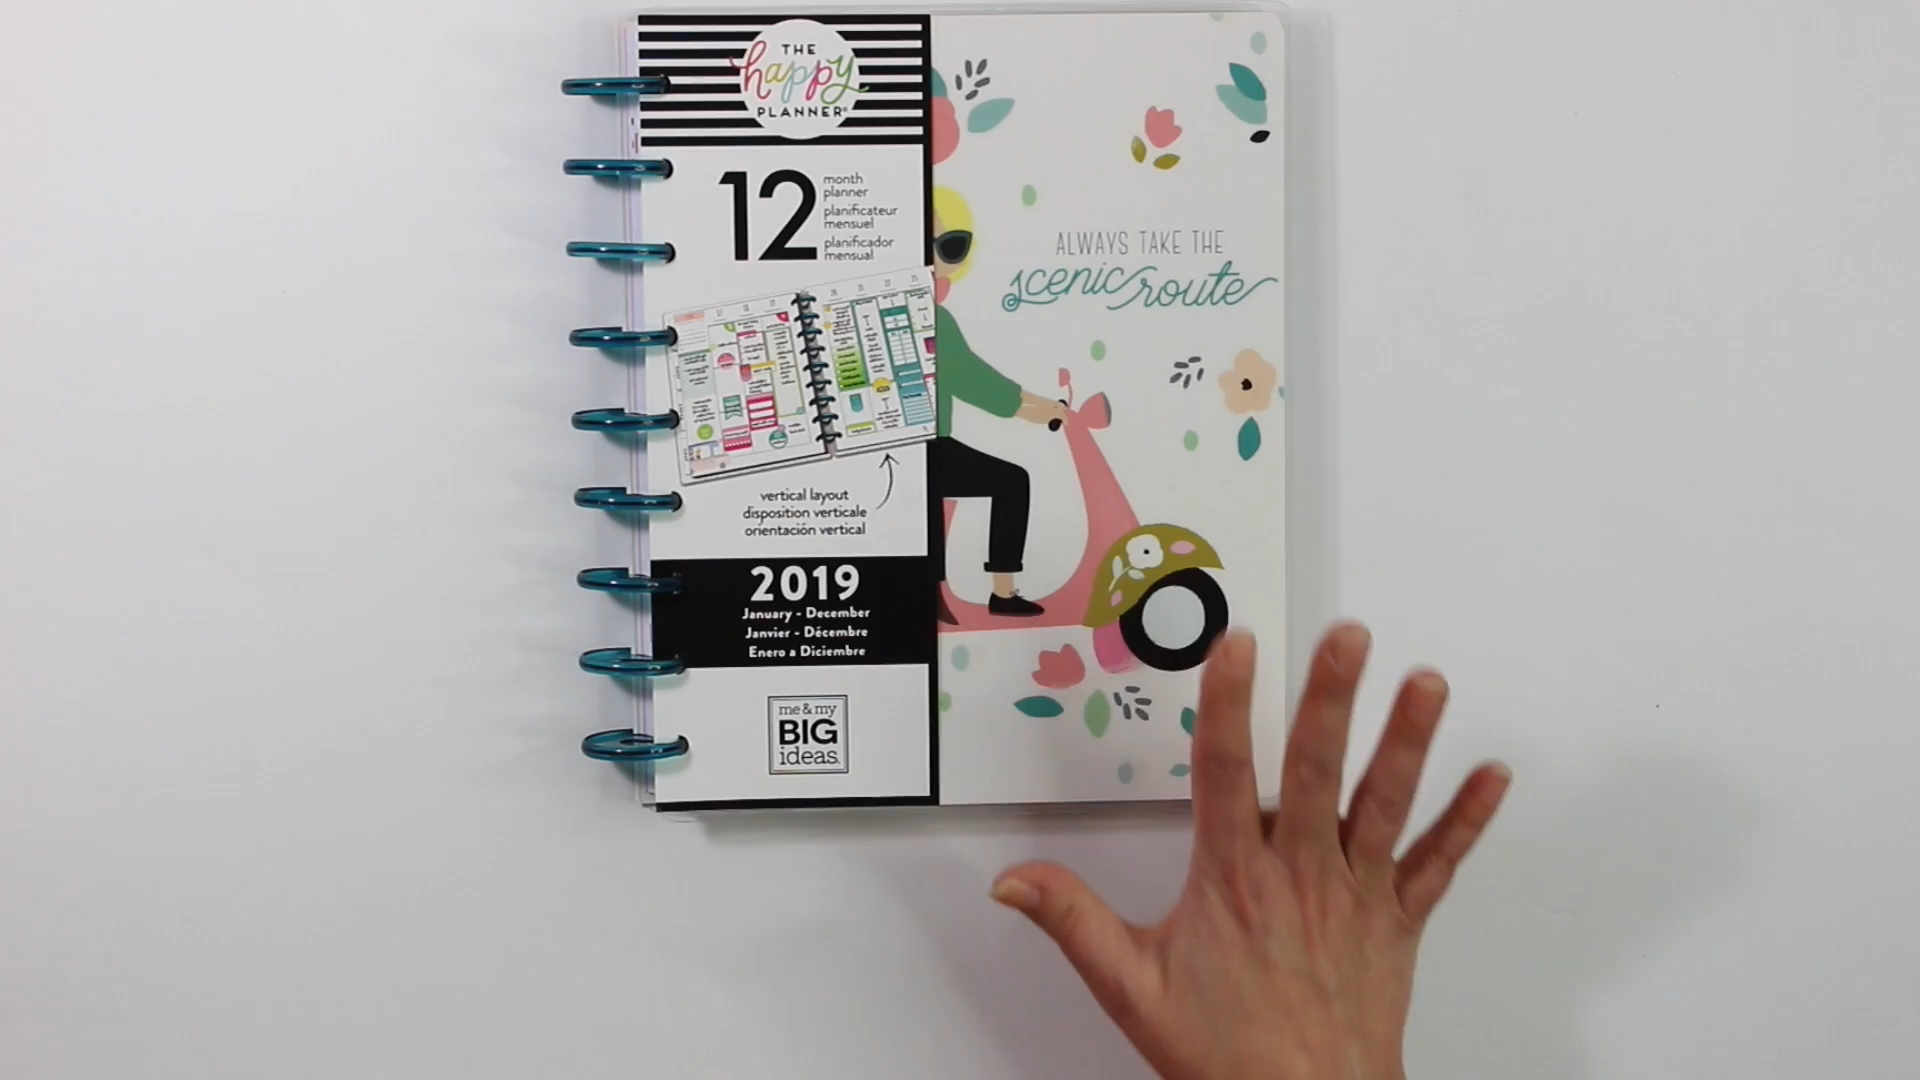 THE
happy
PLANNER®
12
month
planner
planificateur
mensuel
planificador
mensual
vertical layout
disposition verticale
orientación vertical
2019
January - December
Janvier - Décembre
Enero a Diciembre
me & my
BIG
ideas.
ALWAYS TAKE THE
scenic route